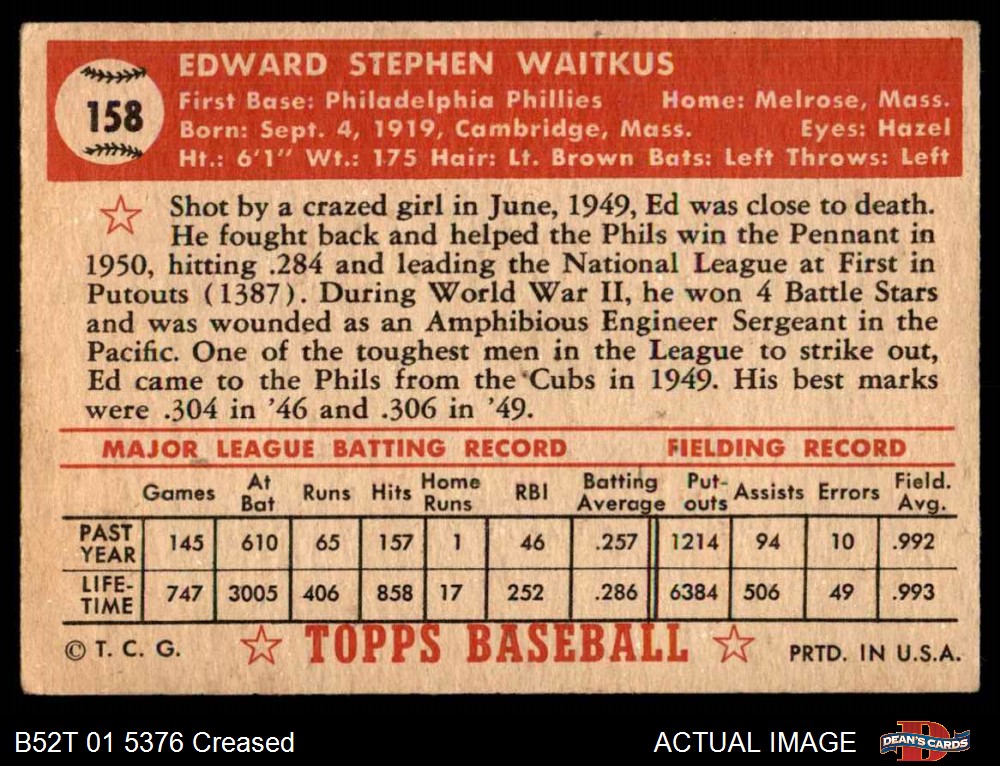 158
EDWARD STEPHEN WAITKUS
First Base: Philadelphia Phillies Home: Melrose, Mass.
Born: Sept. 4, 1919, Cambridge, Mass. Eyes: Hazel
Ht.: 6'1" Wt.: 175 Hair: Lt. Brown Bats: Left Throws: Left
Shot by a crazed girl in June, 1949, Ed was close to death.
He fought back and helped the Phils win the Pennant in
1950, hitting .284 and leading the National League at First in
Putouts (1387). During World War II, he won 4 Battle Stars
and was wounded as an Amphibious Engineer Sergeant in the
Pacific. One of the toughest men in the League to strike out,
Ed came to the Phils from the Cubs in 1949. His best marks
were .304 in '46 and .306 in '49.
MAJOR LEAGUE BATTING RECORD FIELDING RECORD
Games At Bat Runs Hits Home Runs RBI Batting Average Put-outs Assists Errors Field. Avg.
PAST YEAR 145 610 65 157 1 46 .257 1214 94 10 .992
LIFE-TIME 747 3005 406 858 17 252 .286 6384 506 49 .993
© T. C. G. TOPPS BASEBALL PRTD. IN U.S.A.
B52T 01 5376 Creased ACTUAL IMAGE DEAN'S CARDS